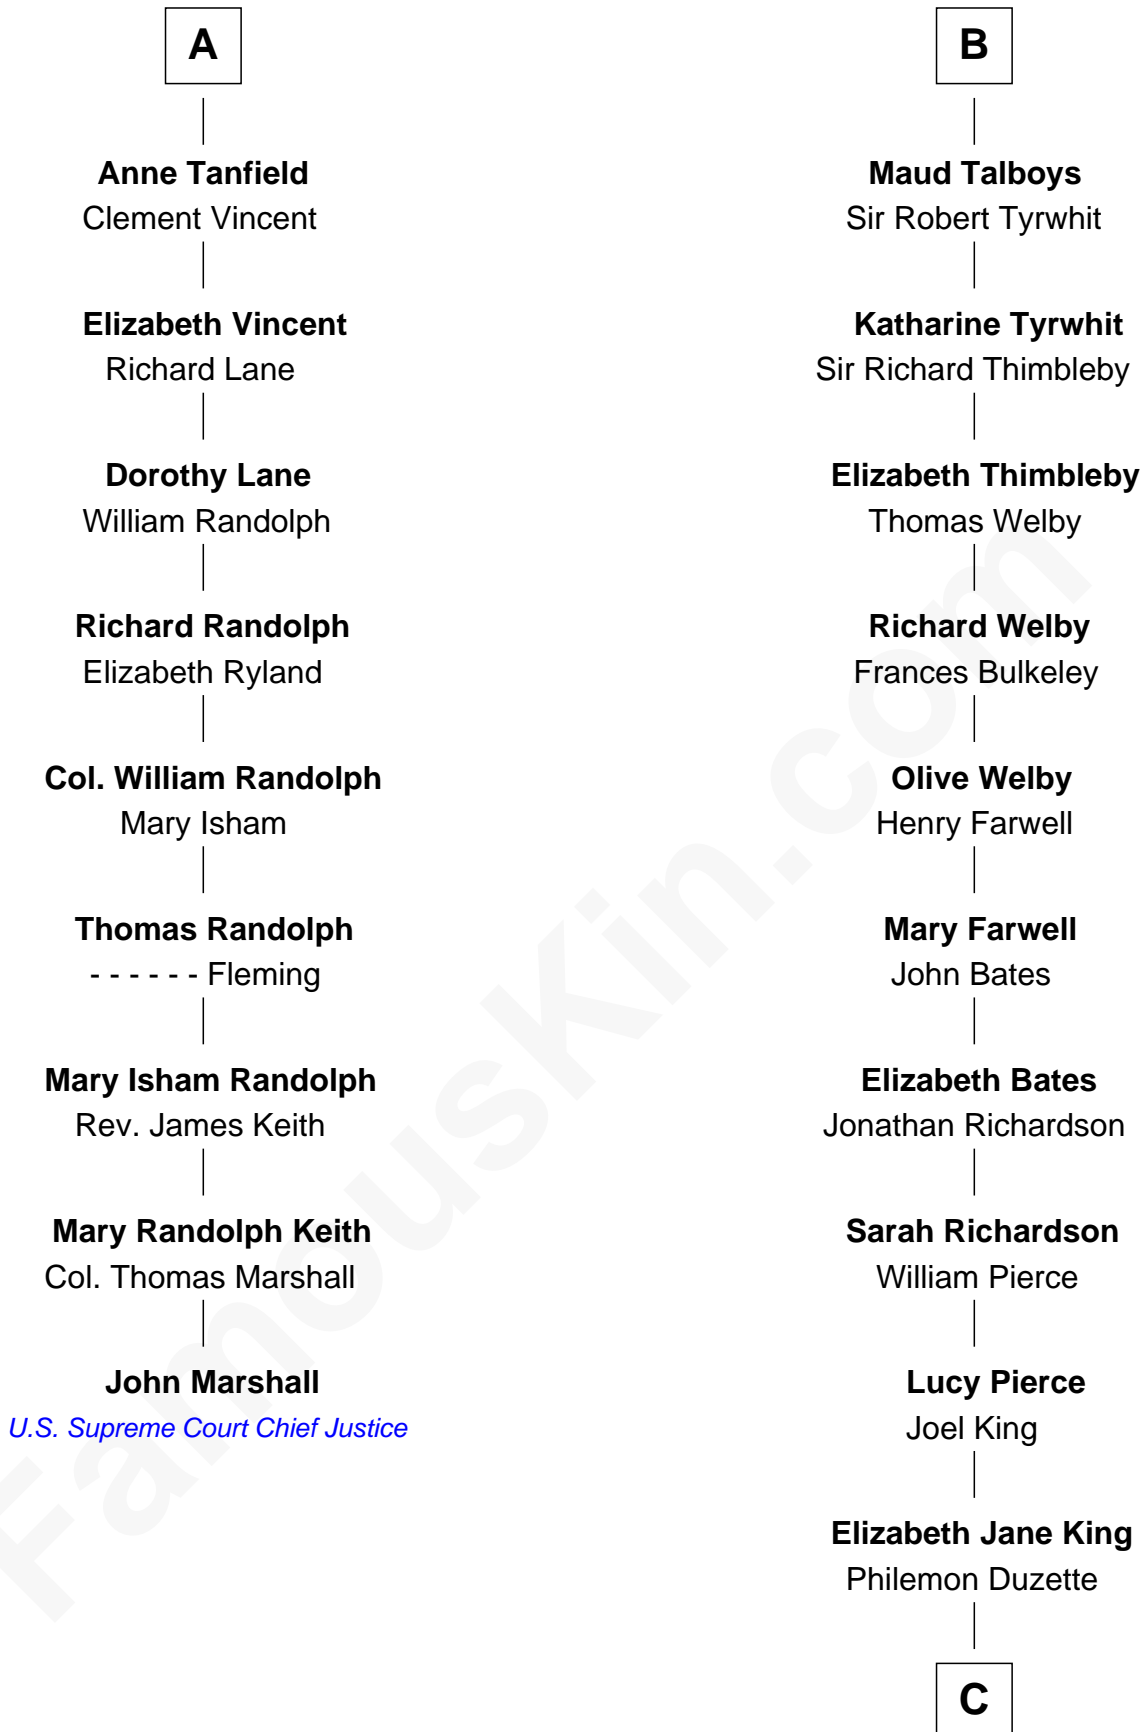 A
Anne Tanfield
Clement Vincent
Elizabeth Vincent
Richard Lane
Dorothy Lane
William Randolph
Richard Randolph
Elizabeth Ryland
Col. William Randolph
Mary Isham
Thomas Randolph
- - - - - - Fleming
Mary Isham Randolph
Rev. James Keith
Mary Randolph Keith
Col. Thomas Marshall
John Marshall
U.S. Supreme Court Chief Justice
B
Maud Talboys
Sir Robert Tyrwhit
Katharine Tyrwhit
Sir Richard Thimbleby
Elizabeth Thimbleby
Thomas Welby
Richard Welby
Frances Bulkeley
Olive Welby
Henry Farwell
Mary Farwell
John Bates
Elizabeth Bates
Jonathan Richardson
Sarah Richardson
William Pierce
Lucy Pierce
Joel King
Elizabeth Jane King
Philemon Duzette
C
FamousKin.com